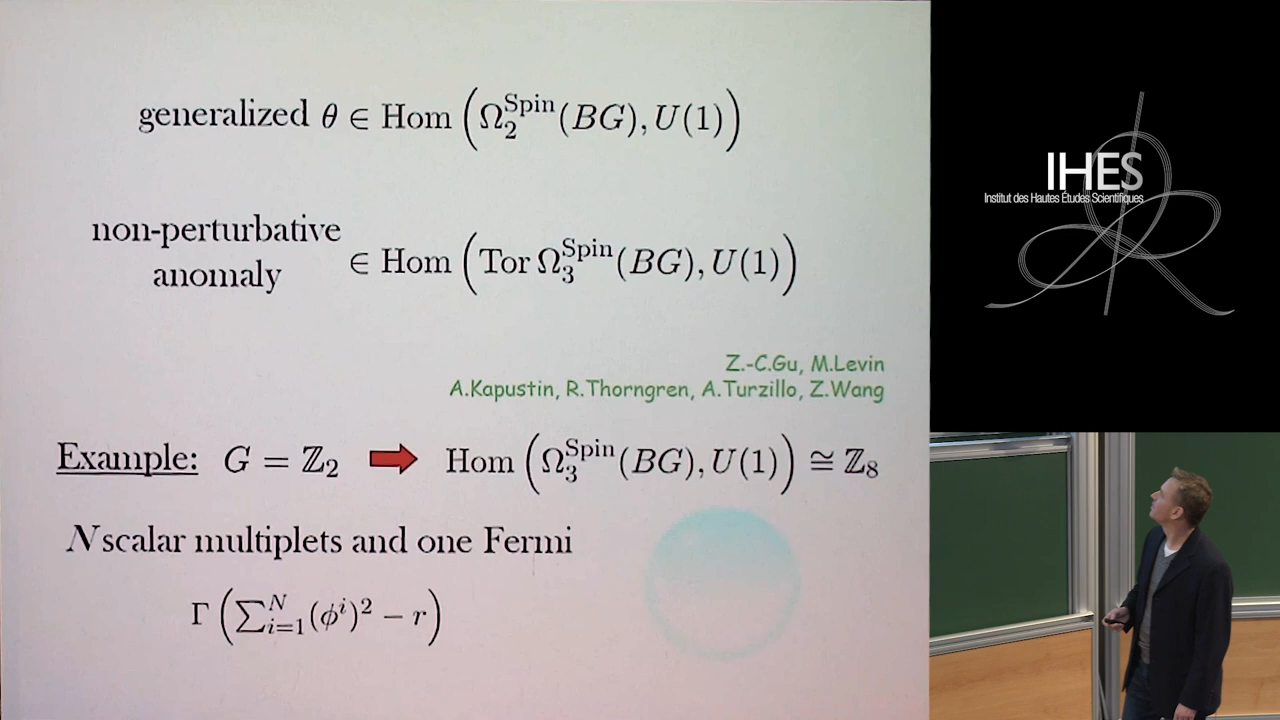 generalized θ ∈ Hom (Ω₂^Spin(BG), U(1))
non-perturbative
anomaly
∈ Hom (Tor Ω₃^Spin(BG), U(1))
Z.-C.Gu, M.Levin
A.Kapustin, R.Thorngren, A.Turzillo, Z.Wang
Example: G = ℤ₂ Hom (Ω₃^Spin(BG), U(1)) ≅ ℤ₈
N scalar multiplets and one Fermi
Γ (∑_{i=1}^N (ϕ^i)² − r)
IHES
Institut des Hautes Études Scientifiques